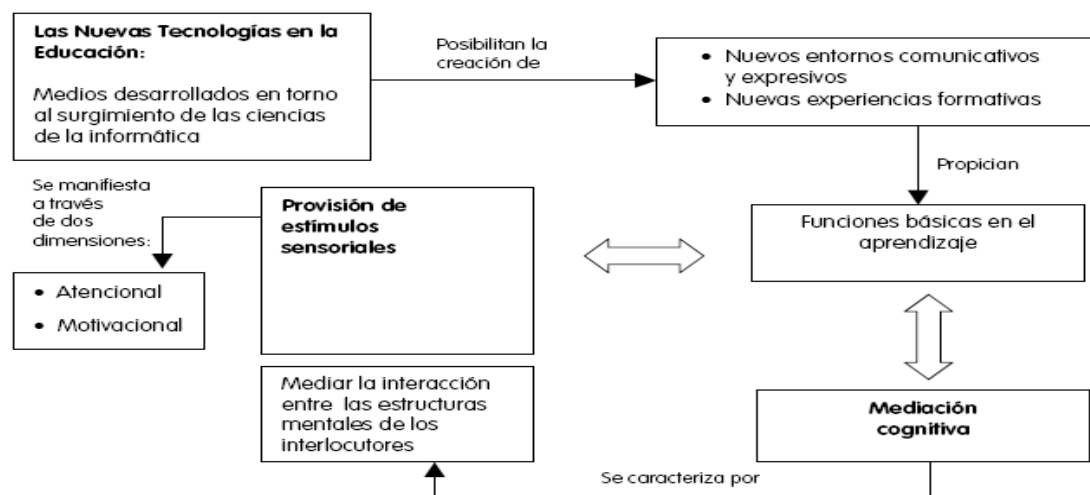 Las Nuevas Tecnologías en la
Educación:
Medios desarrollados en torno
al surgimiento de las ciencias
de la informática
Posibilitan la
creación de
• Nuevos entornos comunicativos
y expresivos
• Nuevas experiencias formativas
Propician
Funciones básicas en el
aprendizaje
Provisión de
estímulos
sensoriales
Se manifiesta
a través
de dos
dimensiones:
• Atencional
• Motivacional
Mediación
cognitiva
Se caracteriza por
Mediar la interacción
entre las estructuras
mentales de los
interlocutores